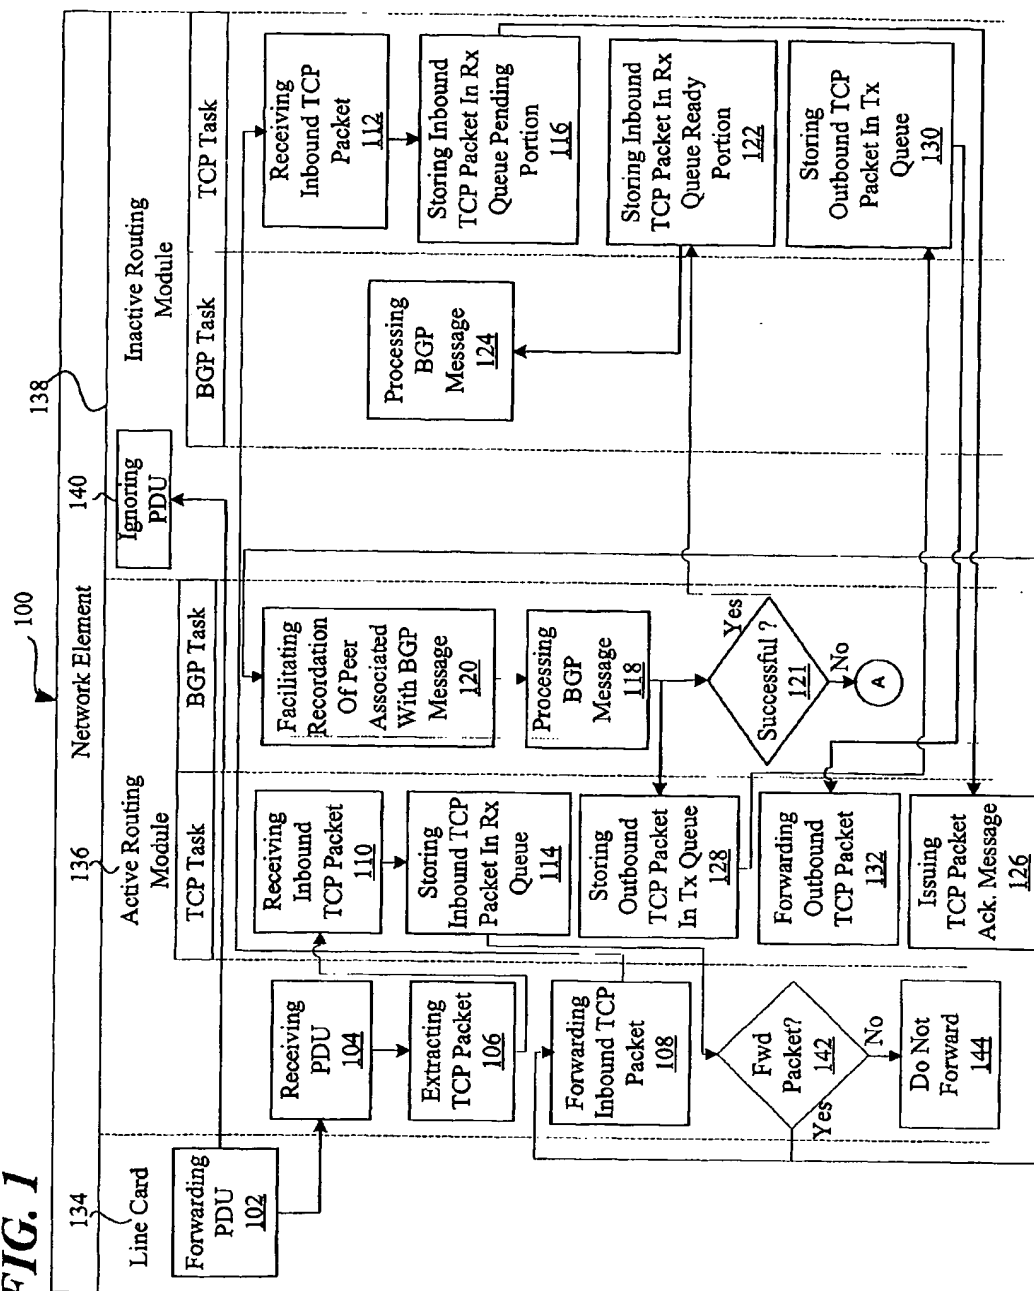 FIG. 1
100
Network Element
134
136
140
138
Line Card
Active Routing
Module
Inactive Routing
Module
TCP Task
BGP Task
BGP Task
TCP Task
Forwarding
PDU
102
Ignoring
PDU
Receiving
PDU
104
Extracting
TCP Packet
106
Forwarding
Inbound TCP
Packet
108
Fwd
Packet?
142
Yes
No
Do Not
Forward
144
Receiving
Inbound
TCP Packet
110
Storing
Inbound TCP
Packet In Rx
Queue
114
Storing
Outbound
TCP Packet
In Tx Queue
128
Forwarding
Outbound
TCP Packet
132
Issuing
TCP Packet
Ack. Message
126
Facilitating
Recordation
Of Peer
Associated
With BGP
Message
120
Processing
BGP
Message
118
Successful ?
121
Yes
No
A
Processing
BGP
Message
124
Receiving
Inbound TCP
Packet
112
Storing Inbound
TCP Packet In Rx
Queue Pending
Portion
116
Storing Inbound
TCP Packet In Rx
Queue Ready
Portion
122
Storing
Outbound TCP
Packet In Tx
Queue
130